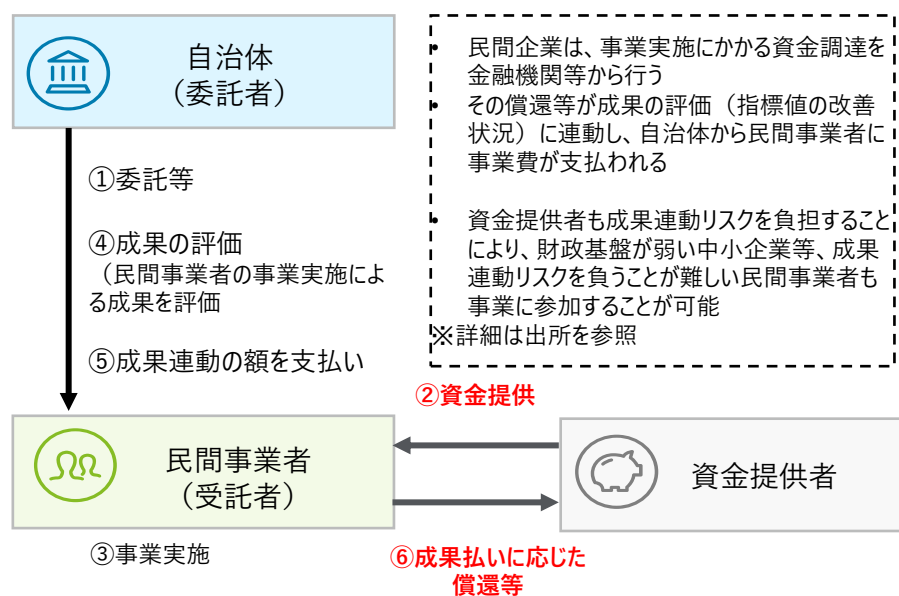 自治体
（委託者）
• 民間企業は、事業実施にかかる資金調達を
金融機関等から行う
• その償還等が成果の評価（指標値の改善
状況）に連動し、自治体から民間事業者に
事業費が支払われる
• 資金提供者も成果連動リスクを負担すること
により、財政基盤が弱い中小企業等、成果
連動リスクを負うことが難しい民間事業者も
事業に参加することが可能
※詳細は出所を参照
①委託等
④成果の評価
（民間事業者の事業実施によ
る成果を評価
⑤成果連動の額を支払い
②資金提供
民間事業者
（受託者）
資金提供者
③事業実施
⑥成果払いに応じた
償還等